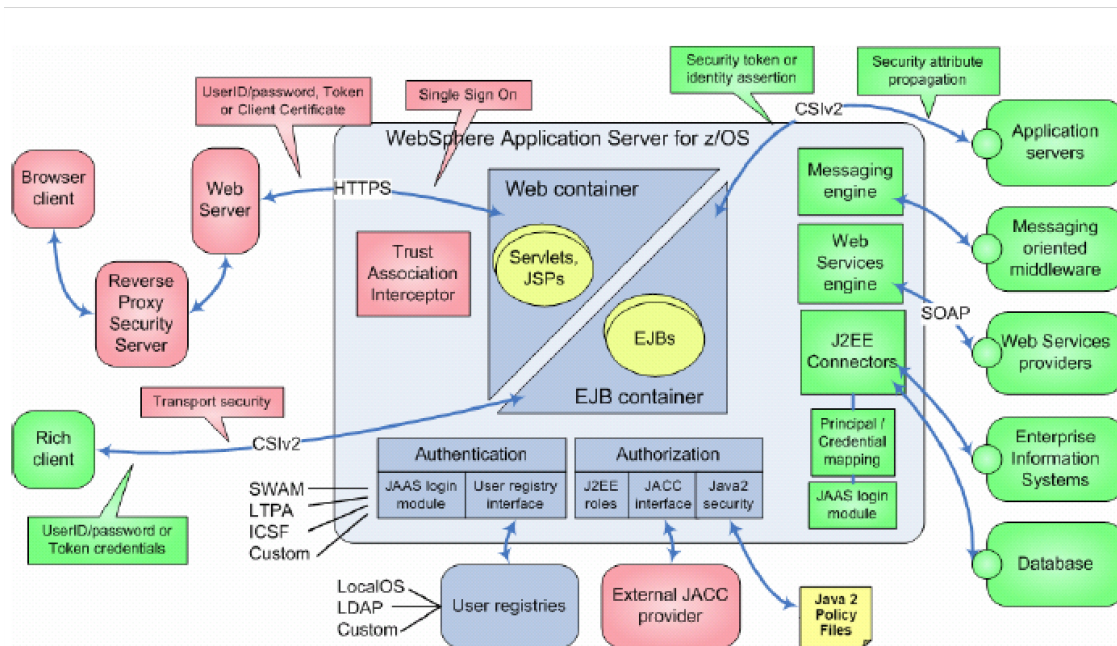 Security token or
identity assertion
Security attribute
propagation
UserID/password, Token
or Client Certificate
Single Sign On
CSIv2
WebSphere Application Server for z/OS
Application
servers
Browser
client
Web
Server
HTTPS
Web container
Messaging
engine
Servlets,
JSPs
Trust
Association
Interceptor
Web
Services
engine
Messaging
oriented
middleware
Reverse
Proxy
Security
Server
SOAP
EJBs
J2EE
Connectors
Web Services
providers
EJB container
Transport security
CSIv2
Rich
client
Principal /
Credential
mapping
Enterprise
Information
Systems
Authentication
JAAS login
module
User registry
interface
Authorization
J2EE
roles
JACC
interface
Java2
security
JAAS login
module
SWAM
LTPA
ICSF
Custom
UserID/password or
Token credentials
Database
LocalOS
LDAP
Custom
User registries
External JACC
provider
Java 2
Policy
Files